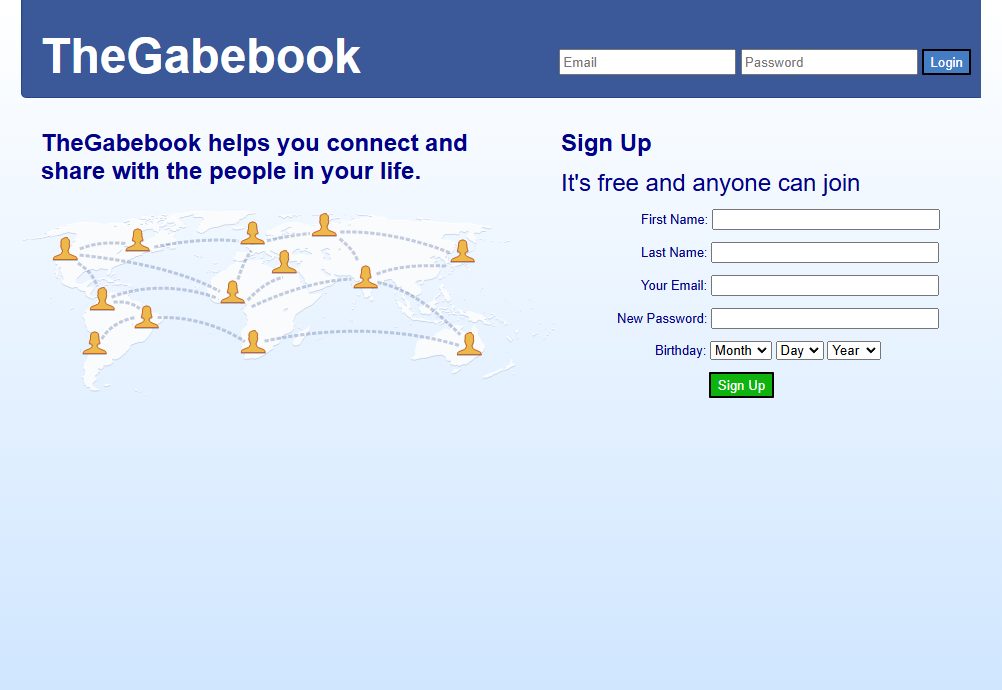 TheGabebook
Email Password Login
TheGabebook helps you connect and
share with the people in your life.
Sign Up
It's free and anyone can join
First Name:
Last Name:
Your Email:
New Password:
Birthday: Month Day Year
Sign Up